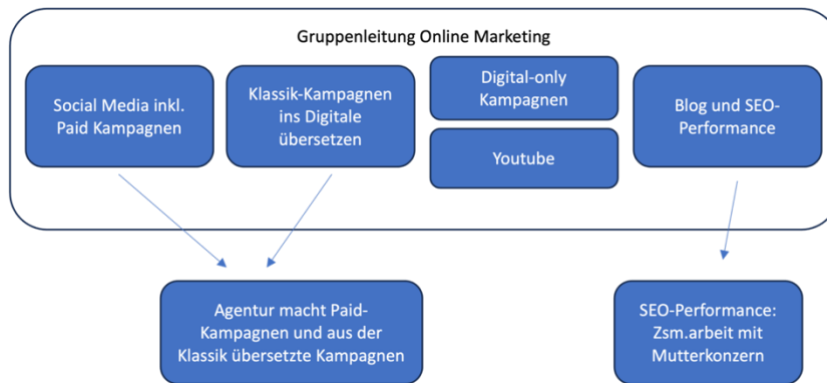 Gruppenleitung Online Marketing
Social Media inkl.
Paid Kampagnen
Klassik-Kampagnen
ins Digitale
übersetzen
Digital-only
Kampagnen
Youtube
Blog und SEO-
Performance
Agentur macht Paid-
Kampagnen und aus der
Klassik übersetzte Kampagnen
SEO-Performance:
Zsm.arbeit mit
Mutterkonzern